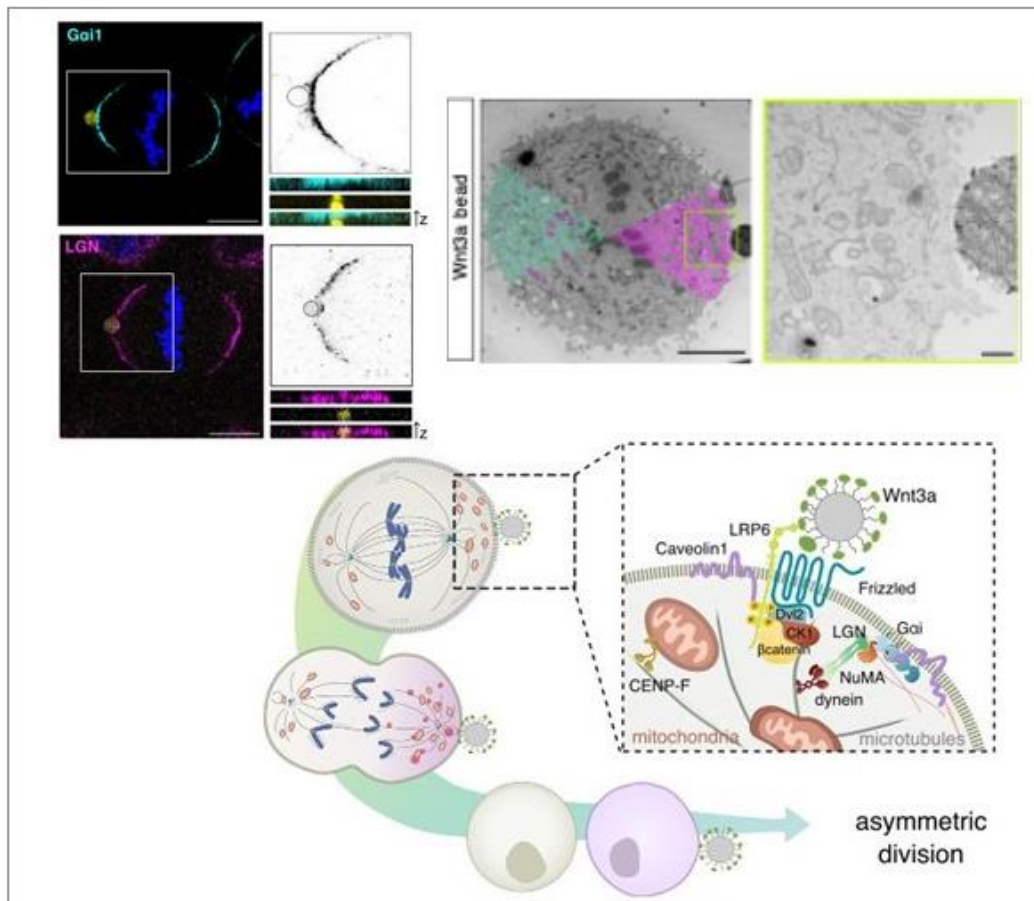 Gαi1
↑z
LGN
↑z
Wnt3a bead
Wnt3a
LRP6
Caveolin1
Frizzled
Dvl2
CK1
LGN
Gαi
βcatenin
NuMA
CENP-F
dynein
mitochondria
microtubules
asymmetric
division